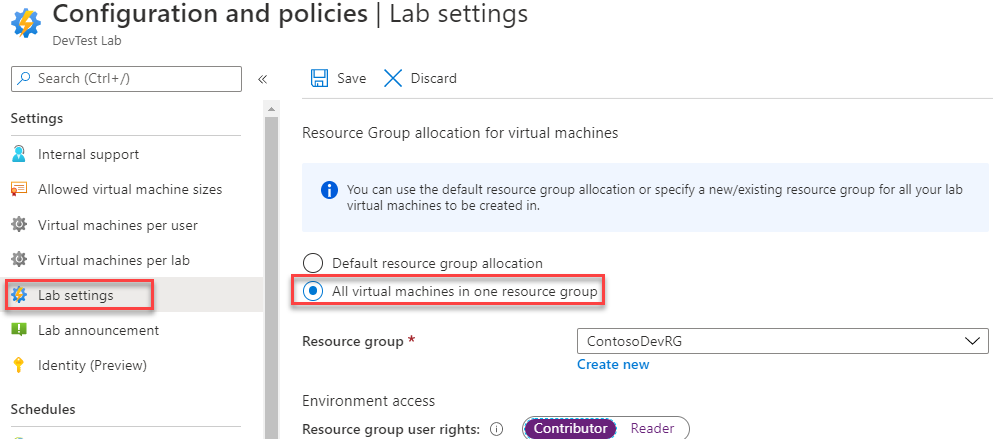 Configuration and policies | Lab settings
DevTest Lab
Search (Ctrl+/)
«
Save
Discard
Settings
Internal support
Allowed virtual machine sizes
Virtual machines per user
Virtual machines per lab
Lab settings
Lab announcement
Identity (Preview)
Schedules
Resource Group allocation for virtual machines
You can use the default resource group allocation or specify a new/existing resource group for all your lab
virtual machines to be created in.
Default resource group allocation
All virtual machines in one resource group
Resource group *
ContosoDevRG
Create new
Environment access
Resource group user rights:
Contributor
Reader